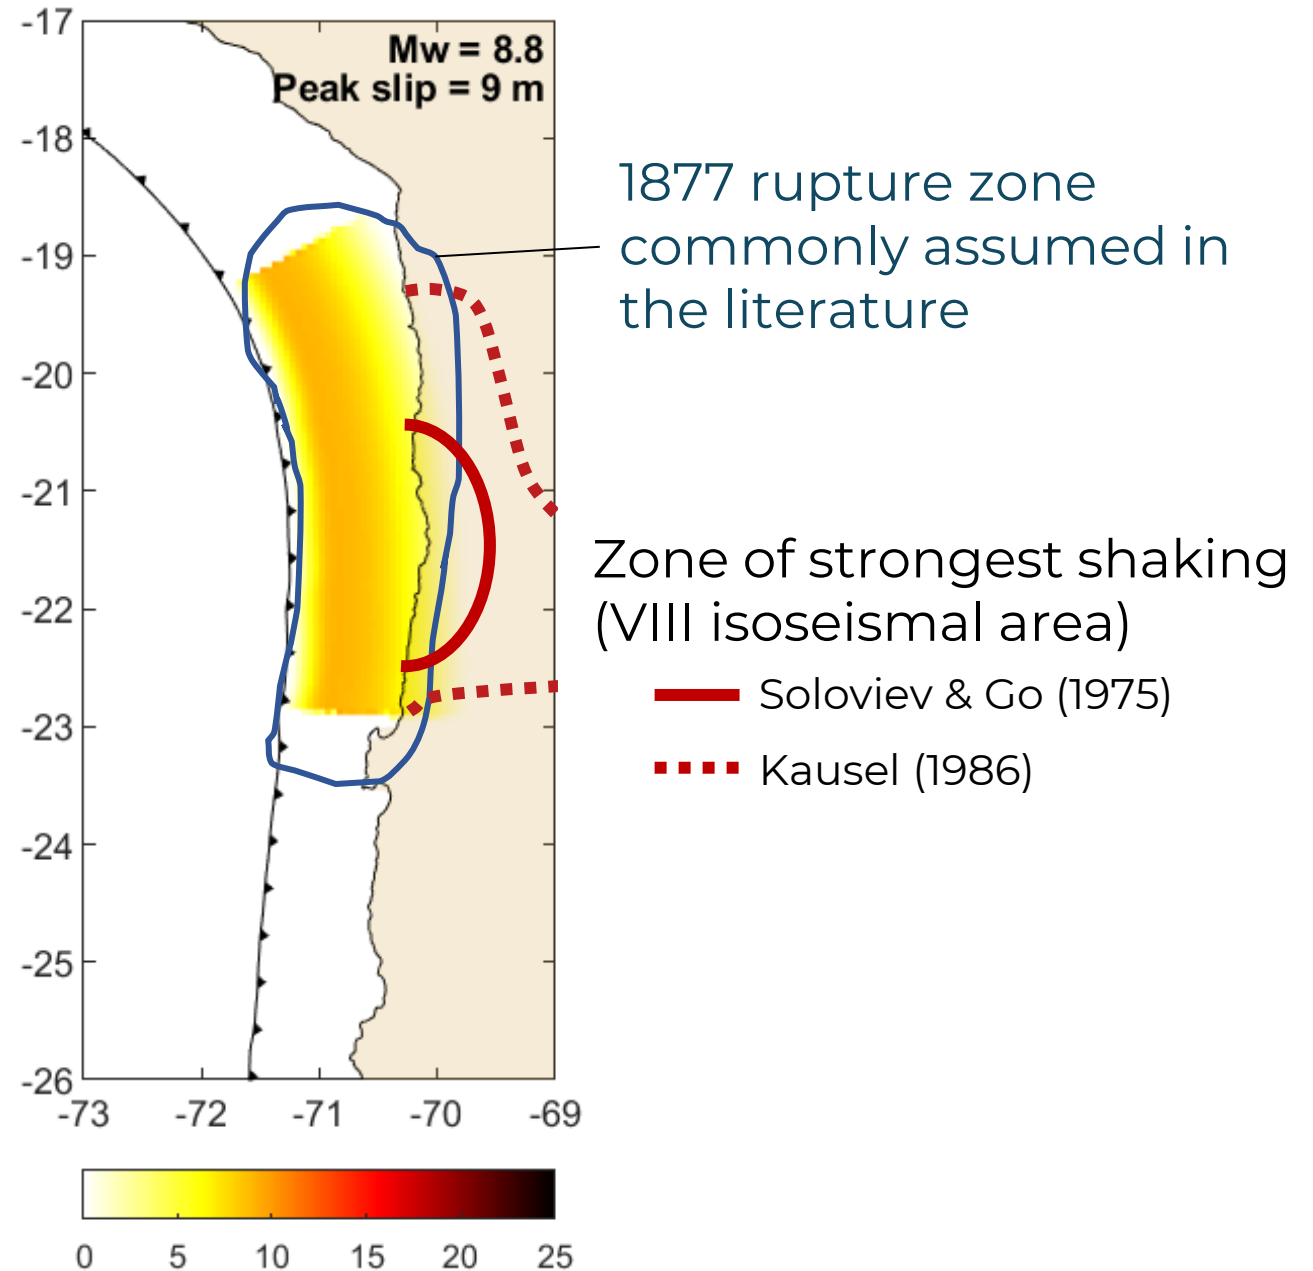 Mw = 8.8
Peak slip = 9 m
-17
-18
-19
-20
-21
-22
-23
-24
-25
-26
-73 -72 -71 -70 -69
0 5 10 15 20 25
1877 rupture zone
commonly assumed in
the literature
Zone of strongest shaking
(VIII isoseismal area)
Soloviev & Go (1975)
Kausel (1986)